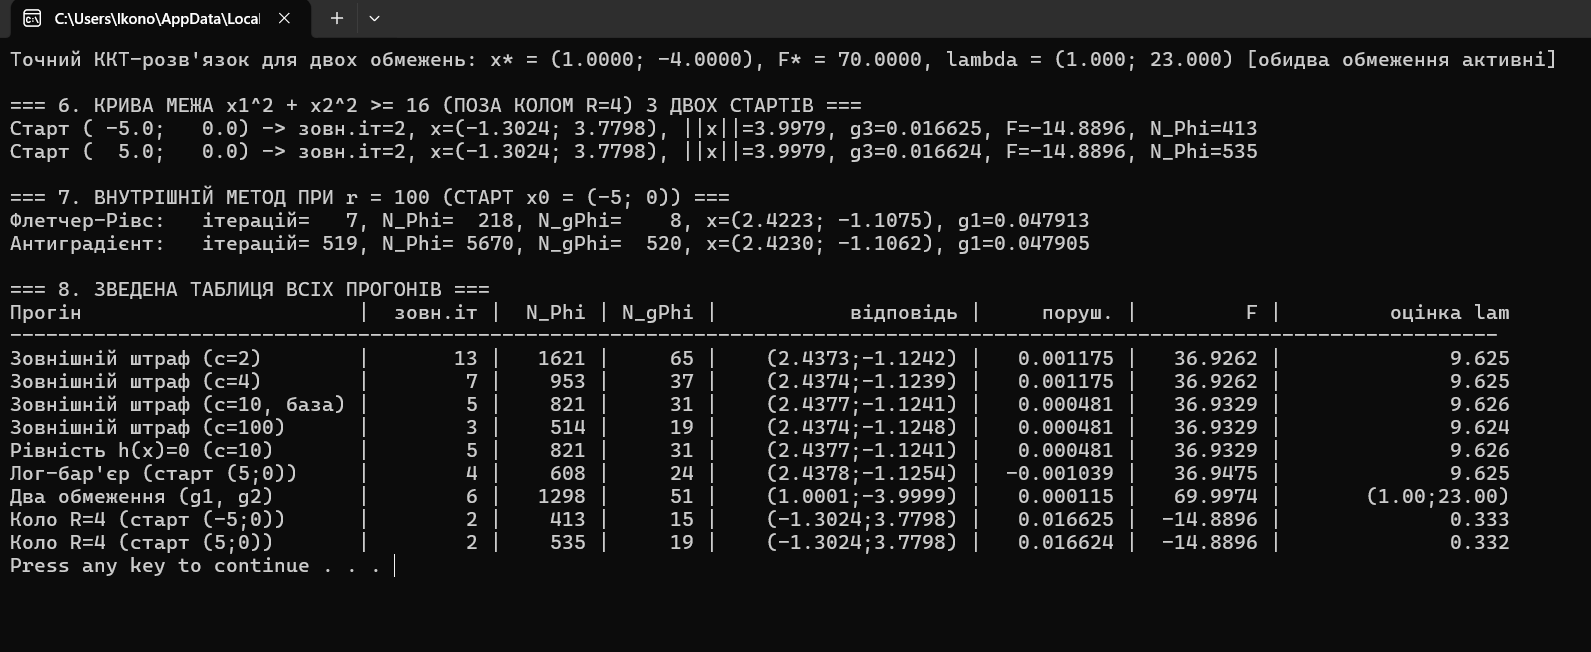 C:\Users\Ikono\AppData\Local
Точний ККТ-розв'язок для двох обмежень: x* = (1.0000; -4.0000), F* = 70.0000, lambda = (1.000; 23.000) [обидва обмеження активні]
=== 6. КРИВА МЕЖА x1^2 + x2^2 >= 16 (ПОЗА КОЛОМ R=4) З ДВОХ СТАРТІВ ===
Старт ( -5.0;   0.0) -> зовн.іт=2, x=(-1.3024; 3.7798), ||x||=3.9979, g3=0.016625, F=-14.8896, N_Phi=413
Старт (  5.0;   0.0) -> зовн.іт=2, x=(-1.3024; 3.7798), ||x||=3.9979, g3=0.016624, F=-14.8896, N_Phi=535
=== 7. ВНУТРІШНІЙ МЕТОД ПРИ r = 100 (СТАРТ x0 = (-5; 0)) ===
Флетчер-Рівс:   ітерацій=   7, N_Phi=  218, N_gPhi=    8, x=(2.4223; -1.1075), g1=0.047913
Антиградієнт:   ітерацій= 519, N_Phi= 5670, N_gPhi=  520, x=(2.4230; -1.1062), g1=0.047905
=== 8. ЗВЕДЕНА ТАБЛИЦЯ ВСІХ ПРОГОНІВ ===
Прогін | зовн.іт | N_Phi | N_gPhi | відповідь | поруш. | F | оцінка lam
Зовнішній штраф (c=2) | 13 | 1621 | 65 | (2.4373;-1.1242) | 0.001175 | 36.9262 | 9.625
Зовнішній штраф (c=4) | 7 | 953 | 37 | (2.4374;-1.1239) | 0.001175 | 36.9262 | 9.625
Зовнішній штраф (c=10, база) | 5 | 821 | 31 | (2.4377;-1.1241) | 0.000481 | 36.9329 | 9.626
Зовнішній штраф (c=100) | 3 | 514 | 19 | (2.4374;-1.1248) | 0.000481 | 36.9329 | 9.624
Рівність h(x)=0 (c=10) | 5 | 821 | 31 | (2.4377;-1.1241) | 0.000481 | 36.9329 | 9.626
Лог-бар'єр (старт (5;0)) | 4 | 608 | 24 | (2.4378;-1.1254) | -0.001039 | 36.9475 | 9.625
Два обмеження (g1, g2) | 6 | 1298 | 51 | (1.0001;-3.9999) | 0.000115 | 69.9974 | (1.00;23.00)
Коло R=4 (старт (-5;0)) | 2 | 413 | 15 | (-1.3024;3.7798) | 0.016625 | -14.8896 | 0.333
Коло R=4 (старт (5;0)) | 2 | 535 | 19 | (-1.3024;3.7798) | 0.016624 | -14.8896 | 0.332
Press any key to continue . . .